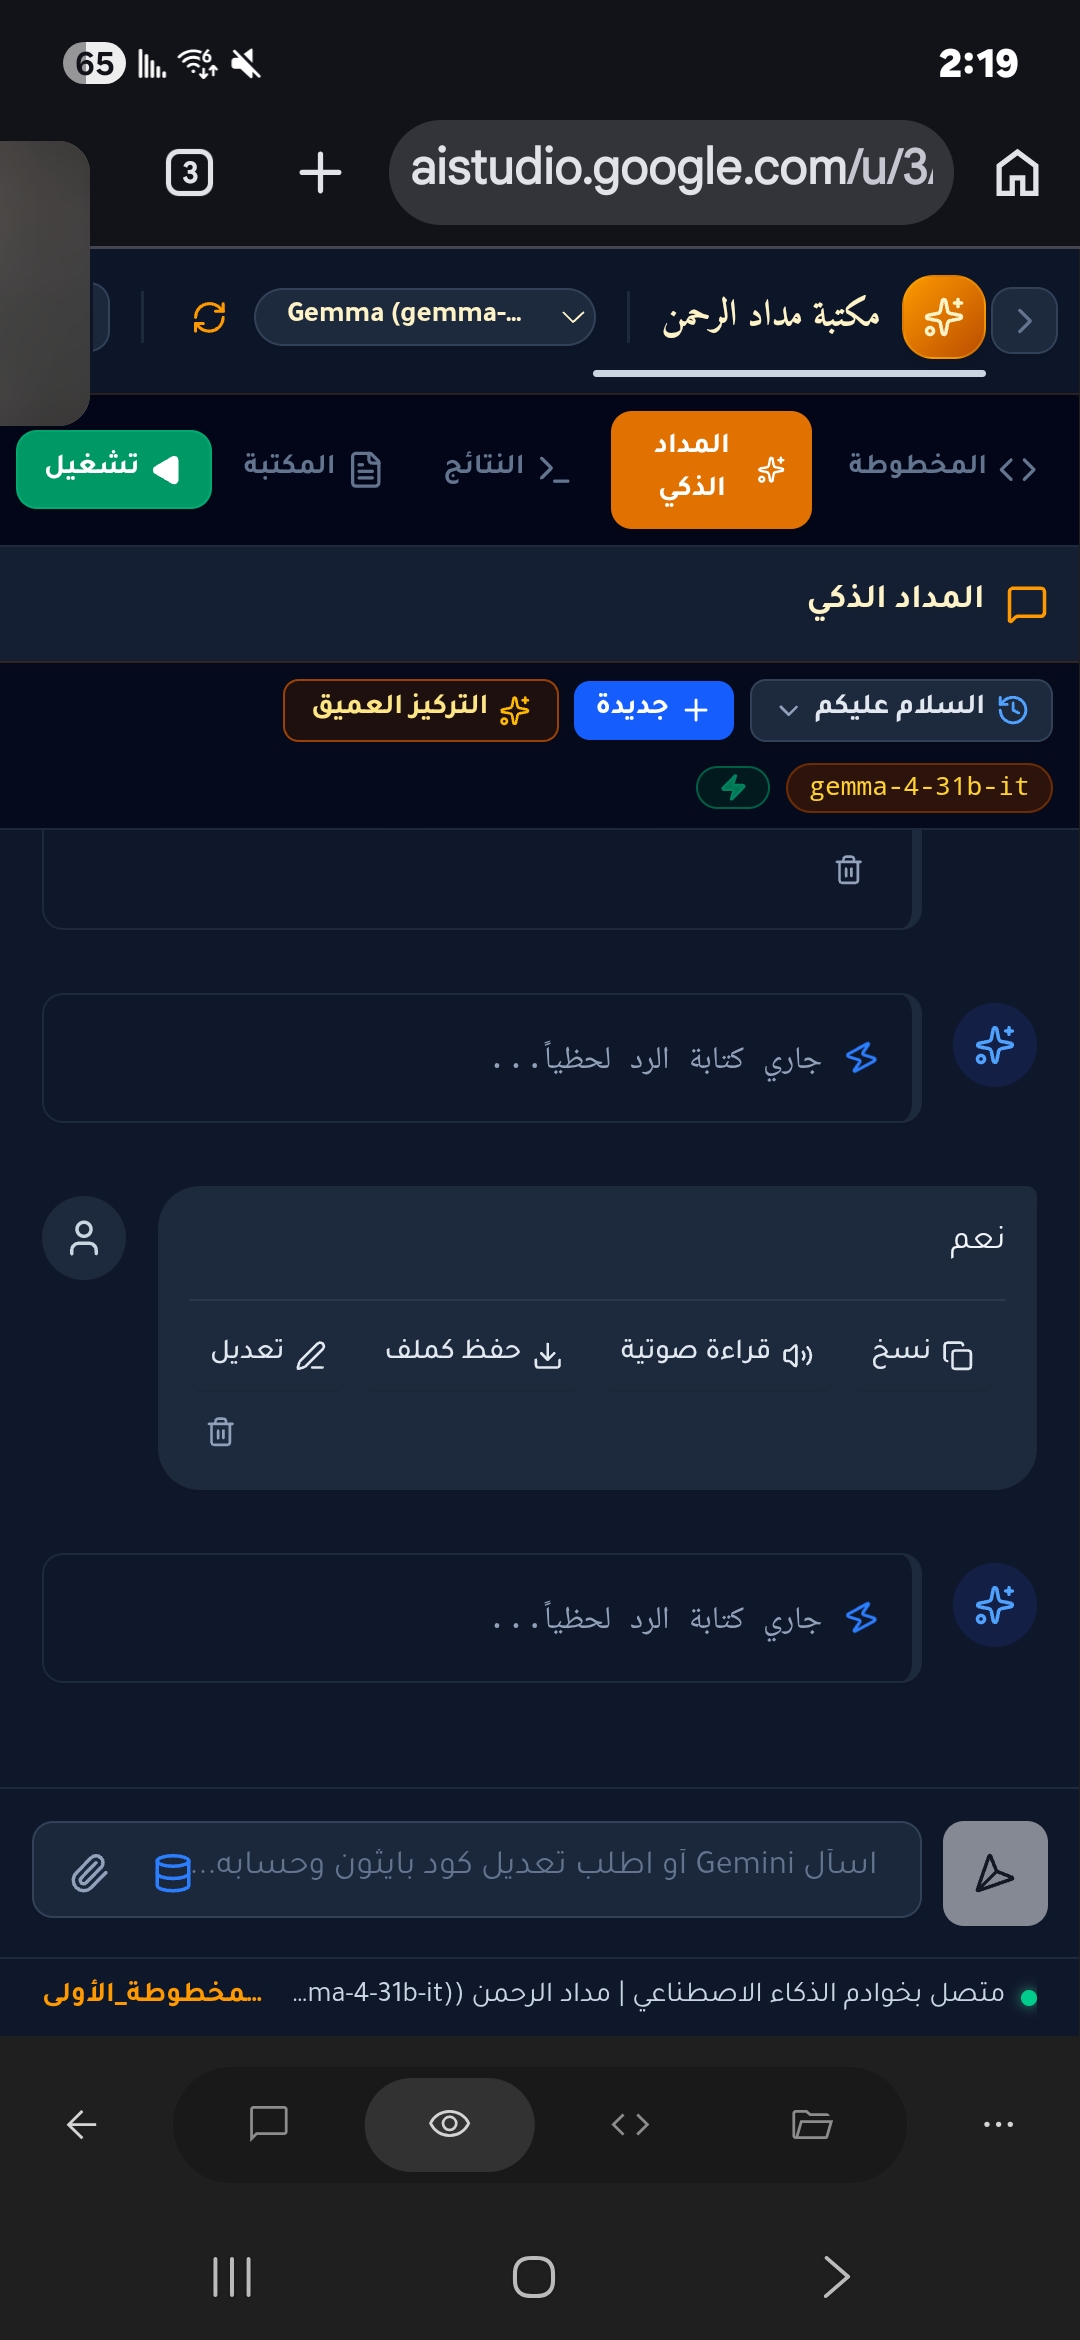 65
6
2:19
3
aistudio.google.com/u/3/
مكتبة مداد الرحمن
Gemma (gemma-...
المخطوطة
المداد
الذكي
النتائج
المكتبة
تشغيل
المداد الذكي
السلام عليكم
جديدة
التركيز العميق
gemma-4-31b-it
جاري كتابة الرد لحظياً...
نعم
نسخ
قراءة صوتية
حفظ كملف
تعديل
جاري كتابة الرد لحظياً...
اسأل Gemini أو اطلب تعديل كود بايثون وحسابه...
متصل بخوادم الذكاء الاصطناعي | مداد الرحمن ((ma-4-31b-it...
...مخطوطة_الأولى